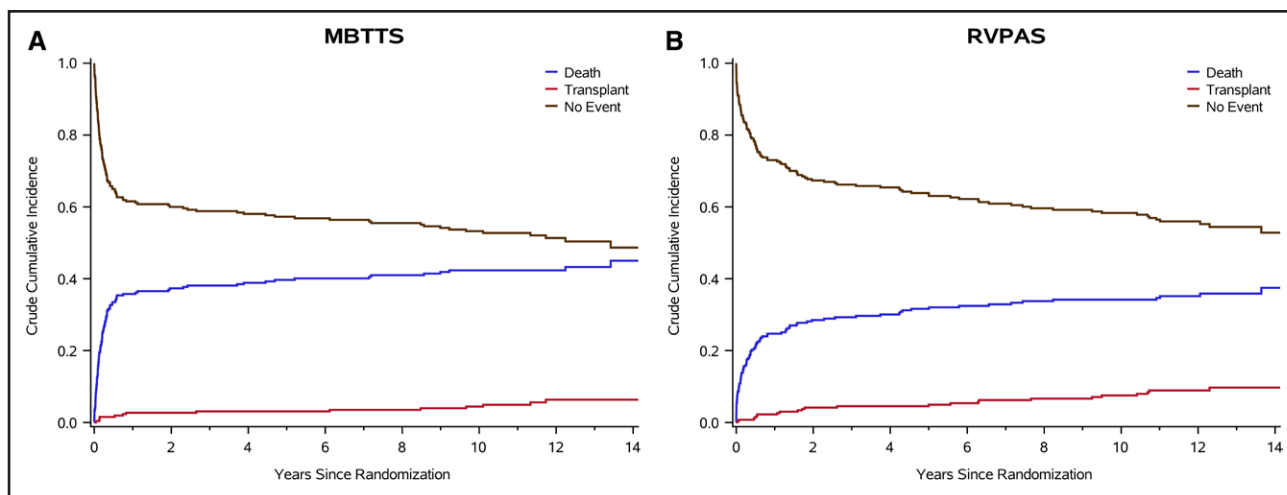 A
MBTTS
Crude Cumulative Incidence
1.0
0.8
0.6
0.4
0.2
0.0
Death
Transplant
No Event
0 2 4 6 8 10 12 14
Years Since Randomization
B
RVPAS
Crude Cumulative Incidence
1.0
0.8
0.6
0.4
0.2
0.0
Death
Transplant
No Event
0 2 4 6 8 10 12 14
Years Since Randomization